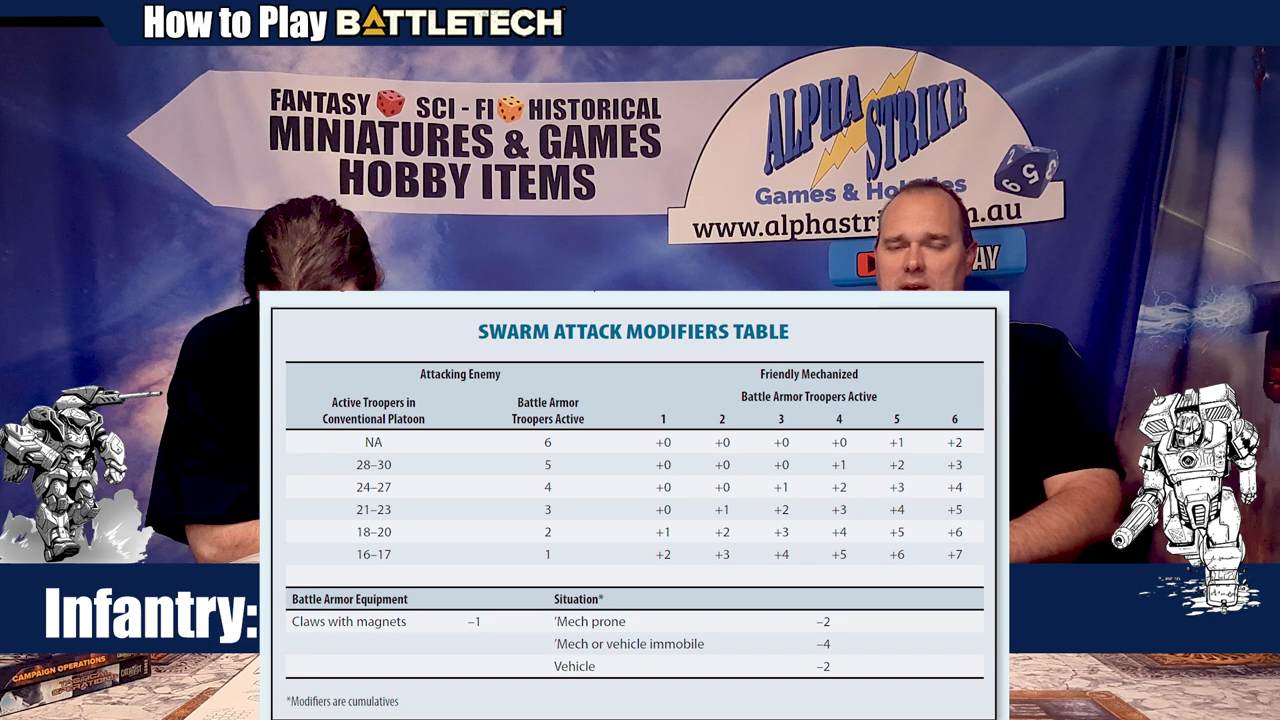 How to Play BATTLETECH
FANTASY SCI - FI HISTORICAL
MINIATURES & GAMES
HOBBY ITEMS
ALPHA STRIKE
Games & Ho es
www.alphastri m.au
AY
SWARM ATTACK MODIFIERS TABLE
Attacking Enemy Friendly Mechanized
Battle Armor Troopers Active
Active Troopers in Conventional Platoon Battle Armor Troopers Active 1 2 3 4 5 6
NA 6 +0 +0 +0 +0 +1 +2
28–30 5 +0 +0 +0 +1 +2 +3
24–27 4 +0 +0 +1 +2 +3 +4
21–23 3 +0 +1 +2 +3 +4 +5
18–20 2 +1 +2 +3 +4 +5 +6
16–17 1 +2 +3 +4 +5 +6 +7
Battle Armor Equipment Situation*
Claws with magnets –1 'Mech prone –2
'Mech or vehicle immobile –4
Vehicle –2
*Modifiers are cumulatives
Infantry:
CAMPAIGN OPERATIONS